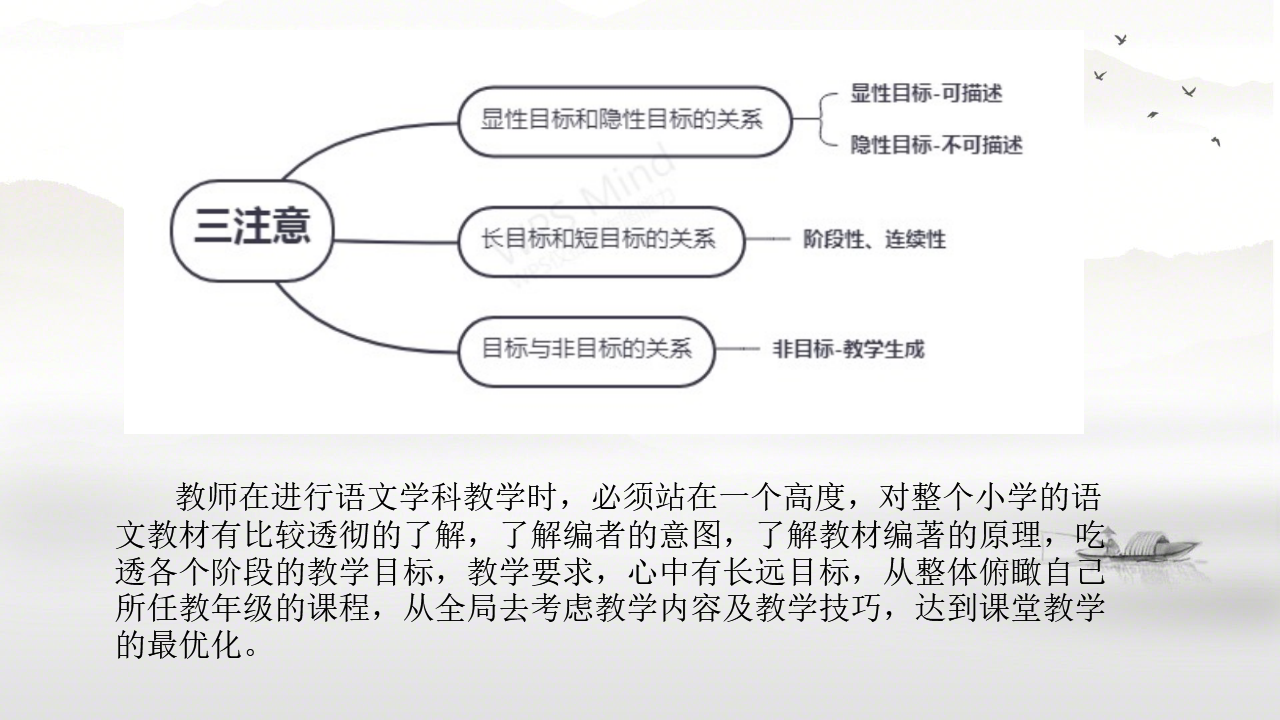 三注意
显性目标和隐性目标的关系
显性目标-可描述
隐性目标-不可描述
长目标和短目标的关系
阶段性、连续性
目标与非目标的关系
非目标-教学生成
WPS Mind
教师在进行语文学科教学时，必须站在一个高度，对整个小学的语
文教材有比较透彻的了解，了解编者的意图，了解教材编著的原理，吃
透各个阶段的教学目标，教学要求，心中有长远目标，从整体俯瞰自己
所任教年级的课程，从全局去考虑教学内容及教学技巧，达到课堂教学
的最优化。